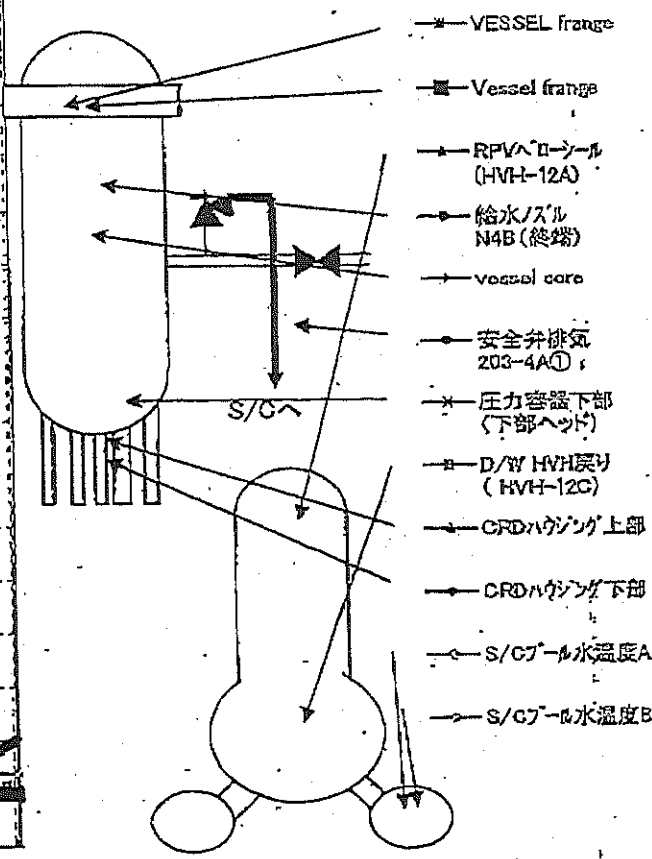 VESSEL frange
Vessel frange
RPVベローシール
(HVH-12A)
給水ノズル
N4B(終端)
vessel core
安全弁排気
203-4A①
圧力容器下部
(下部ヘッド)
D/W HVH戻り
(HVH-12C)
CRDハウジング上部
CRDハウジング下部
S/Cプール水温度A
S/Cプール水温度B
S/Cへ